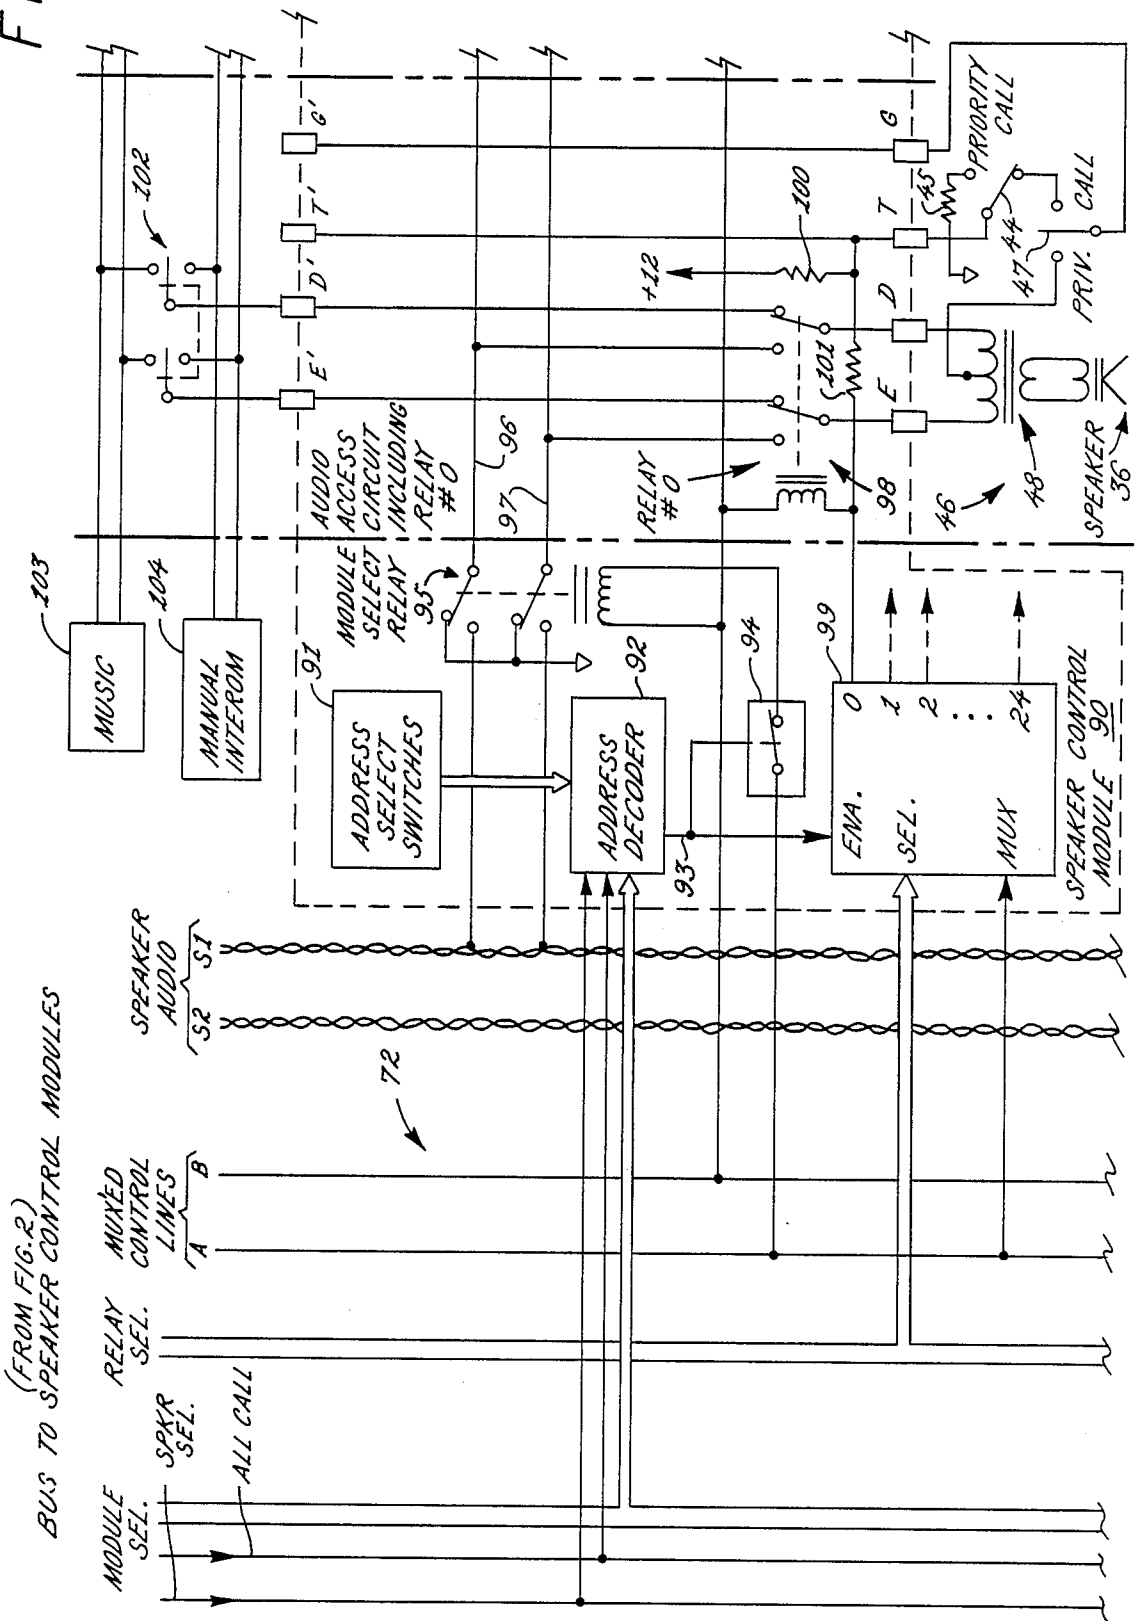 F
(FROM FIG. 2)
BUS TO SPEAKER CONTROL MODULES
MODULE
SEL.
SPKR
SEL.
ALL CALL
RELAY
SEL.
MUX'ED
CONTROL
LINES
A
B
72
SPEAKER
AUDIO
S2
S1
MUSIC
103
MANUAL
INTEROM
104
102
ADDRESS
SELECT
SWITCHES
91
ADDRESS
DECODER
92
93
94
MODULE
SELECT
RELAY
95
AUDIO
ACCESS
CIRCUIT
INCLUDING
RELAY
#0
96
97
E'
D'
T'
G'
+12
100
101
RELAY
#0
98
99
ENA.
SEL.
MUX
0
1
2
...
24
SPEAKER CONTROL
MODULE 90
E
D
T
G
46
48
SPEAKER
36
45
PRIORITY
CALL
44
47
PRIV.
CALL